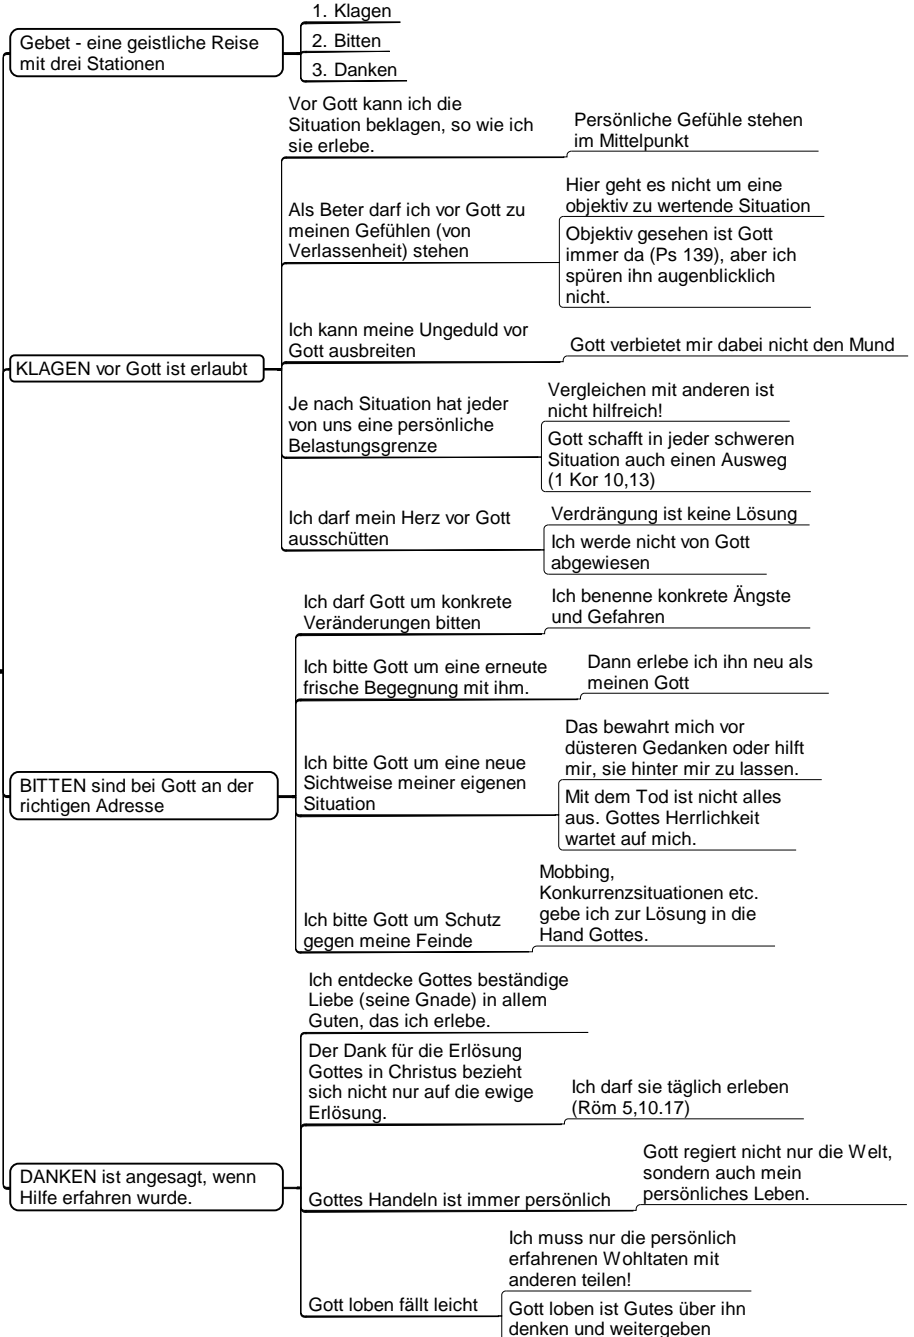 Gebet - eine geistliche Reise
mit drei Stationen
1. Klagen
2. Bitten
3. Danken
KLAGEN vor Gott ist erlaubt
Vor Gott kann ich die
Situation beklagen, so wie ich
sie erlebe.
Persönliche Gefühle stehen
im Mittelpunkt
Als Beter darf ich vor Gott zu
meinen Gefühlen (von
Verlassenheit) stehen
Hier geht es nicht um eine
objektiv zu wertende Situation
Objektiv gesehen ist Gott
immer da (Ps 139), aber ich
spüren ihn augenblicklich
nicht.
Ich kann meine Ungeduld vor
Gott ausbreiten
Gott verbietet mir dabei nicht den Mund
Je nach Situation hat jeder
von uns eine persönliche
Belastungsgrenze
Vergleichen mit anderen ist
nicht hilfreich!
Gott schafft in jeder schweren
Situation auch einen Ausweg
(1 Kor 10,13)
Ich darf mein Herz vor Gott
ausschütten
Verdrängung ist keine Lösung
Ich werde nicht von Gott
abgewiesen
BITTEN sind bei Gott an der
richtigen Adresse
Ich darf Gott um konkrete
Veränderungen bitten
Ich benenne konkrete Ängste
und Gefahren
Ich bitte Gott um eine erneute
frische Begegnung mit ihm.
Dann erlebe ich ihn neu als
meinen Gott
Ich bitte Gott um eine neue
Sichtweise meiner eigenen
Situation
Das bewahrt mich vor
düsteren Gedanken oder hilft
mir, sie hinter mir zu lassen.
Mit dem Tod ist nicht alles
aus. Gottes Herrlichkeit
wartet auf mich.
Ich bitte Gott um Schutz
gegen meine Feinde
Mobbing,
Konkurrenzsituationen etc.
gebe ich zur Lösung in die
Hand Gottes.
DANKEN ist angesagt, wenn
Hilfe erfahren wurde.
Ich entdecke Gottes beständige
Liebe (seine Gnade) in allem
Guten, das ich erlebe.
Der Dank für die Erlösung
Gottes in Christus bezieht
sich nicht nur auf die ewige
Erlösung.
Ich darf sie täglich erleben
(Röm 5,10.17)
Gottes Handeln ist immer persönlich
Gott regiert nicht nur die Welt,
sondern auch mein
persönliches Leben.
Gott loben fällt leicht
Ich muss nur die persönlich
erfahrenen Wohltaten mit
anderen teilen!
Gott loben ist Gutes über ihn
denken und weitergeben